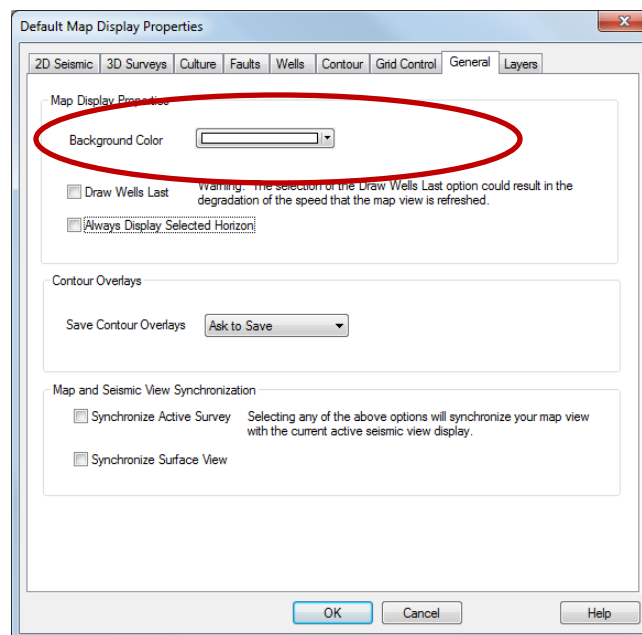 Default Map Display Properties
2D Seismic 3D Surveys Culture Faults Wells Contour Grid Control General Layers
Map Display Properties
Background Color
Draw Wells Last
Warning: The selection of the Draw Wells Last option could result in the
degradation of the speed that the map view is refreshed.
Always Display Selected Horizon
Contour Overlays
Save Contour Overlays Ask to Save
Map and Seismic View Synchronization
Synchronize Active Survey
Selecting any of the above options will synchronize your map view
with the current active seismic view display.
Synchronize Surface View
OK Cancel Help